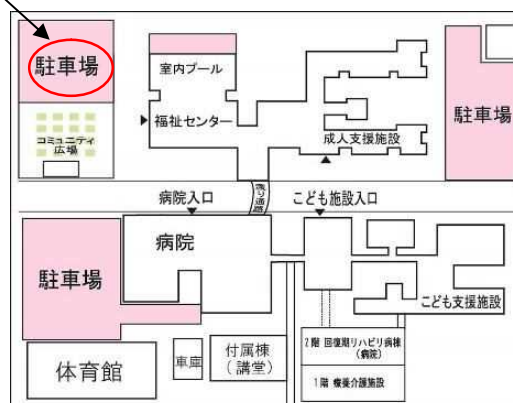 駐車場
室内プール
福祉センター
コミュニティ
広場
成人支援施設
駐車場
渡り通路
病院入口
こども施設入口
病院
駐車場
こども支援施設
体育館
車庫
付属棟
(講堂)
2階 回復期リハビリ病棟
(病院)
1階 療養介護施設